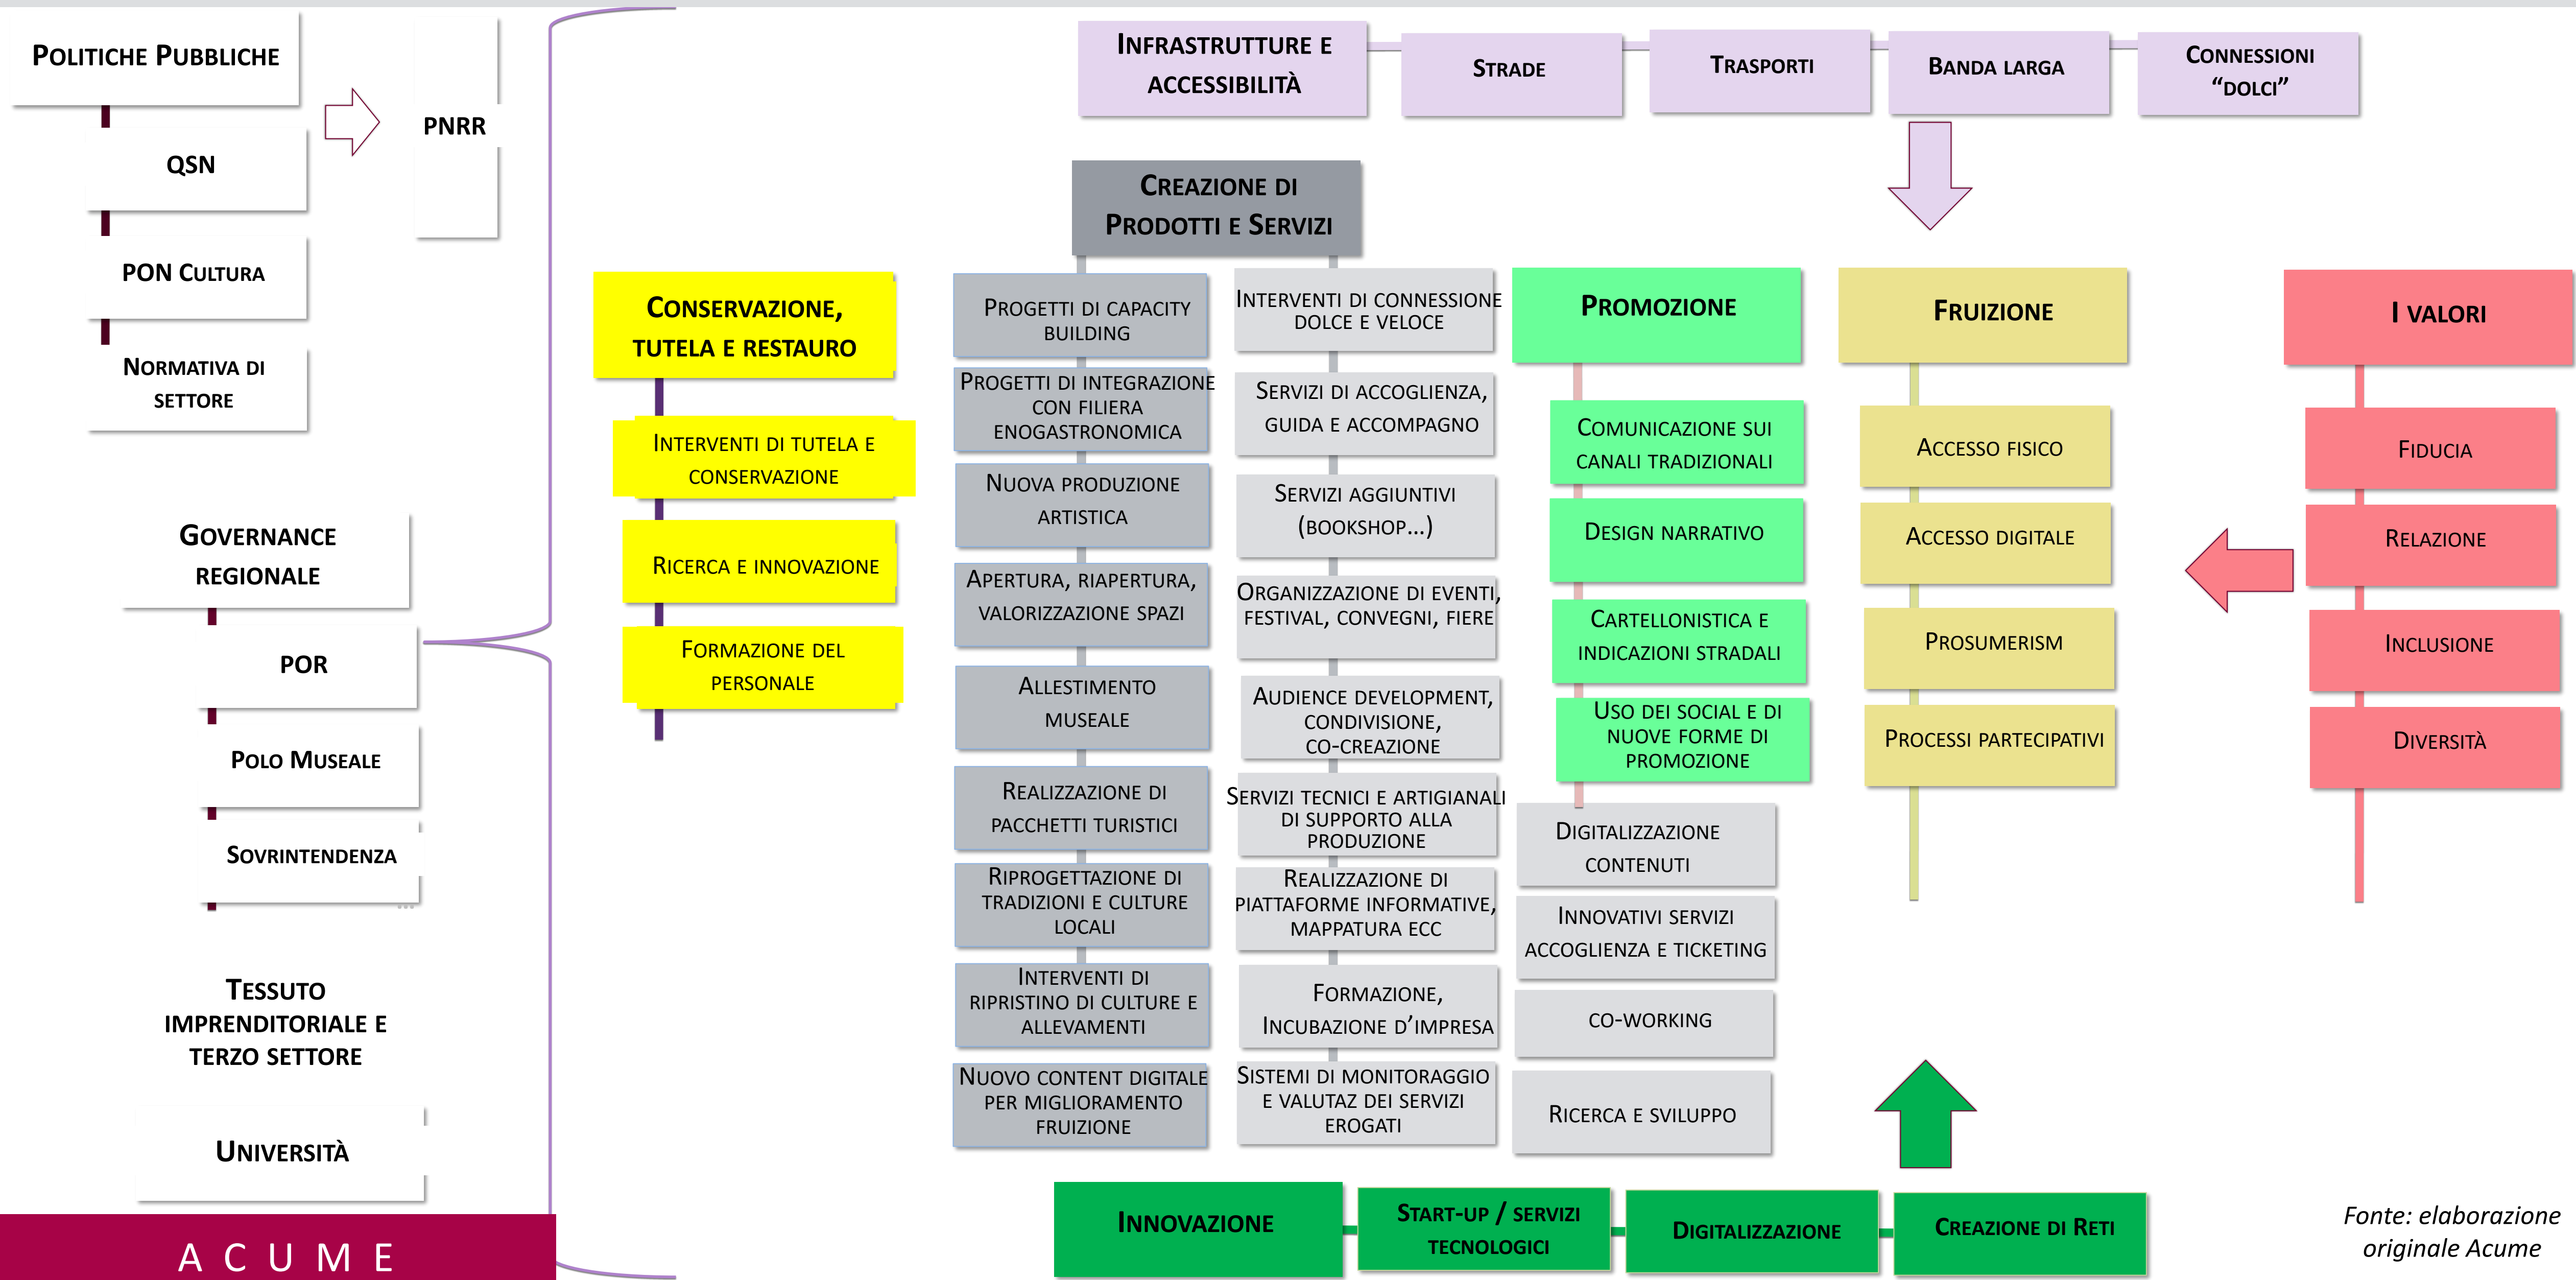 Politiche Pubbliche
QSN
PON Cultura
Normativa di
settore
PNRR
Governance
regionale
POR
Polo Museale
Sovrintendenza
...
Tessuto
imprenditoriale e
terzo settore
Università
ACUME
Infrastrutture e
accessibilità
Strade
Trasporti
Banda larga
Connessioni
“dolci”
Conservazione,
tutela e restauro
Interventi di tutela e
conservazione
Ricerca e innovazione
Formazione del
personale
Creazione di
Prodotti e Servizi
Progetti di capacity
building
Progetti di integrazione
con filiera
enogastronomica
Nuova produzione
artistica
Apertura, riapertura,
valorizzazione spazi
Allestimento
museale
Realizzazione di
pacchetti turistici
Riprogettazione di
tradizioni e culture
locali
Interventi di
ripristino di culture e
allevamenti
Nuovo content digitale
per miglioramento
fruizione
Interventi di connessione
dolce e veloce
Servizi di accoglienza,
guida e accompagno
Servizi aggiuntivi
(bookshop...)
Organizzazione di eventi,
festival, convegni, fiere
Audience development,
condivisione,
co-creazione
Servizi tecnici e artigianali
di supporto alla
produzione
Realizzazione di
piattaforme informative,
mappatura ecc
Formazione,
Incubazione d’impresa
Sistemi di monitoraggio
e valutaz dei servizi
erogati
Promozione
Comunicazione sui
canali tradizionali
Design narrativo
Cartellonistica e
indicazioni stradali
Uso dei social e di
nuove forme di
promozione
Digitalizzazione
contenuti
Innovativi servizi
accoglienza e ticketing
co-working
Ricerca e sviluppo
Fruizione
Accesso fisico
Accesso digitale
Prosumerism
Processi partecipativi
I valori
Fiducia
Relazione
Inclusione
Diversità
Innovazione
Start-up / servizi
tecnologici
Digitalizzazione
Creazione di Reti
Fonte: elaborazione
originale Acume